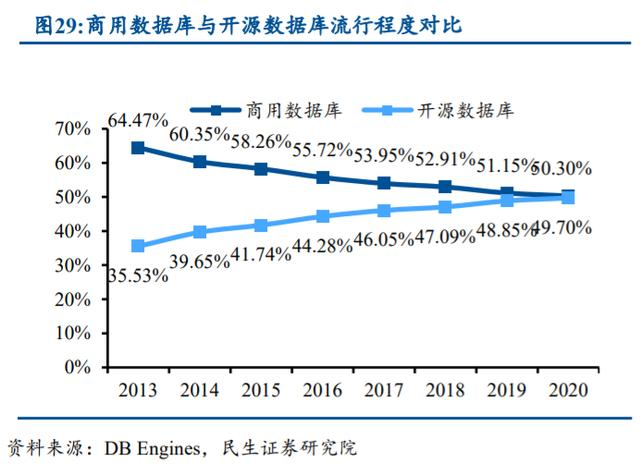 图29:商用数据库与开源数据库流行程度对比
商用数据库 开源数据库
70%
60%
50%
40%
30%
20%
10%
0%
64.47% 60.35% 58.26% 55.72% 53.95% 52.91% 51.15% 50.30%
35.53% 39.65% 41.74% 44.28% 46.05% 47.09% 48.85% 49.70%
2013 2014 2015 2016 2017 2018 2019 2020
资料来源：DB Engines，民生证券研究院